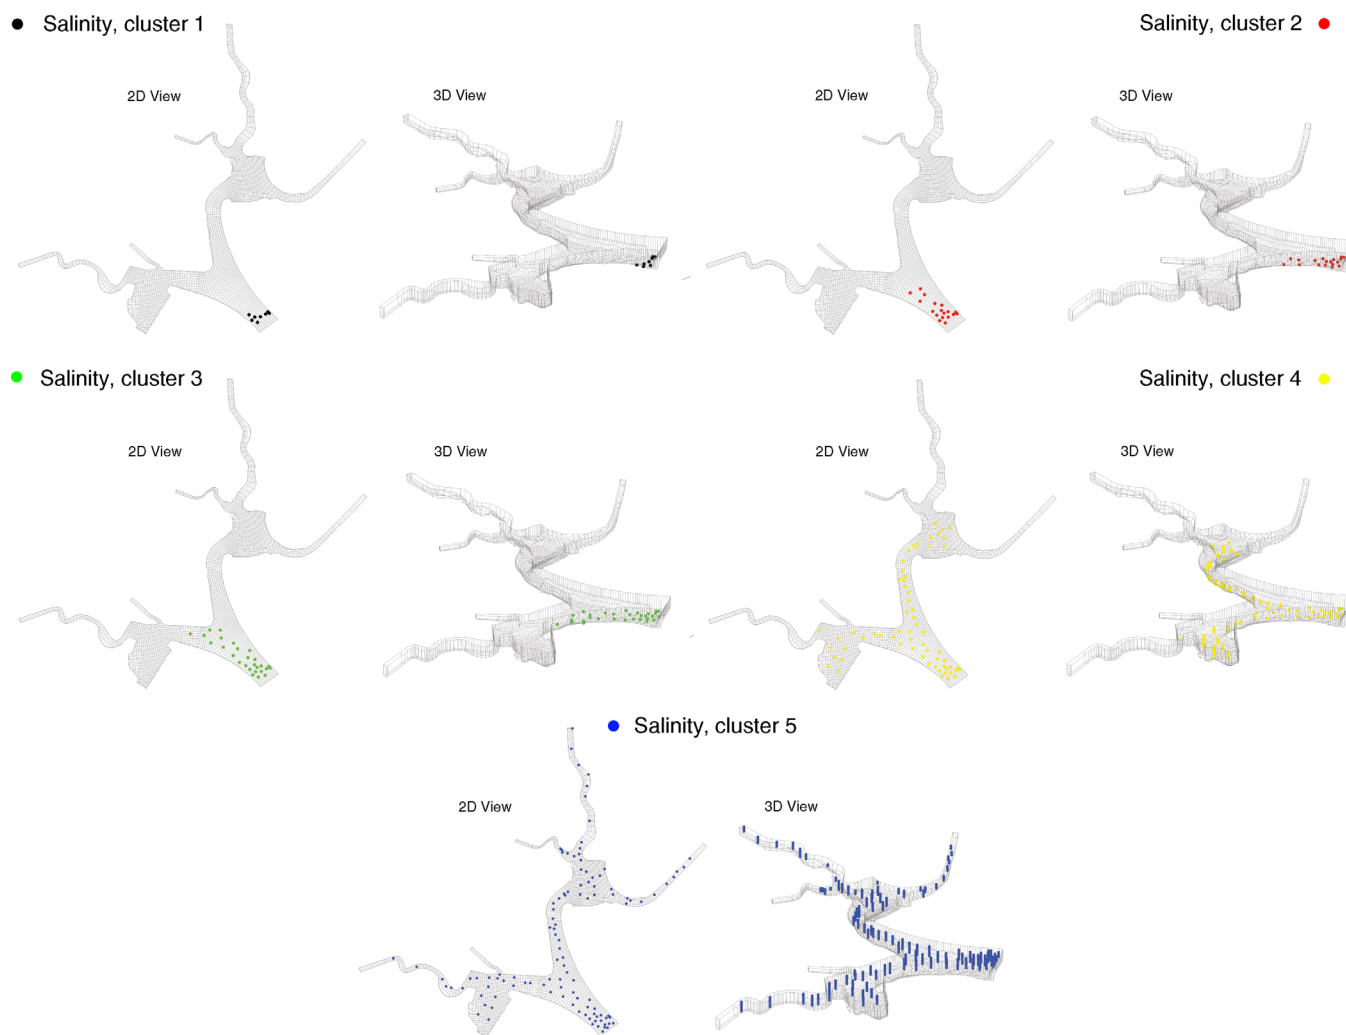 Salinity, cluster 1
2D View
3D View
Salinity, cluster 2
2D View
3D View
Salinity, cluster 3
2D View
3D View
Salinity, cluster 4
2D View
3D View
Salinity, cluster 5
2D View
3D View